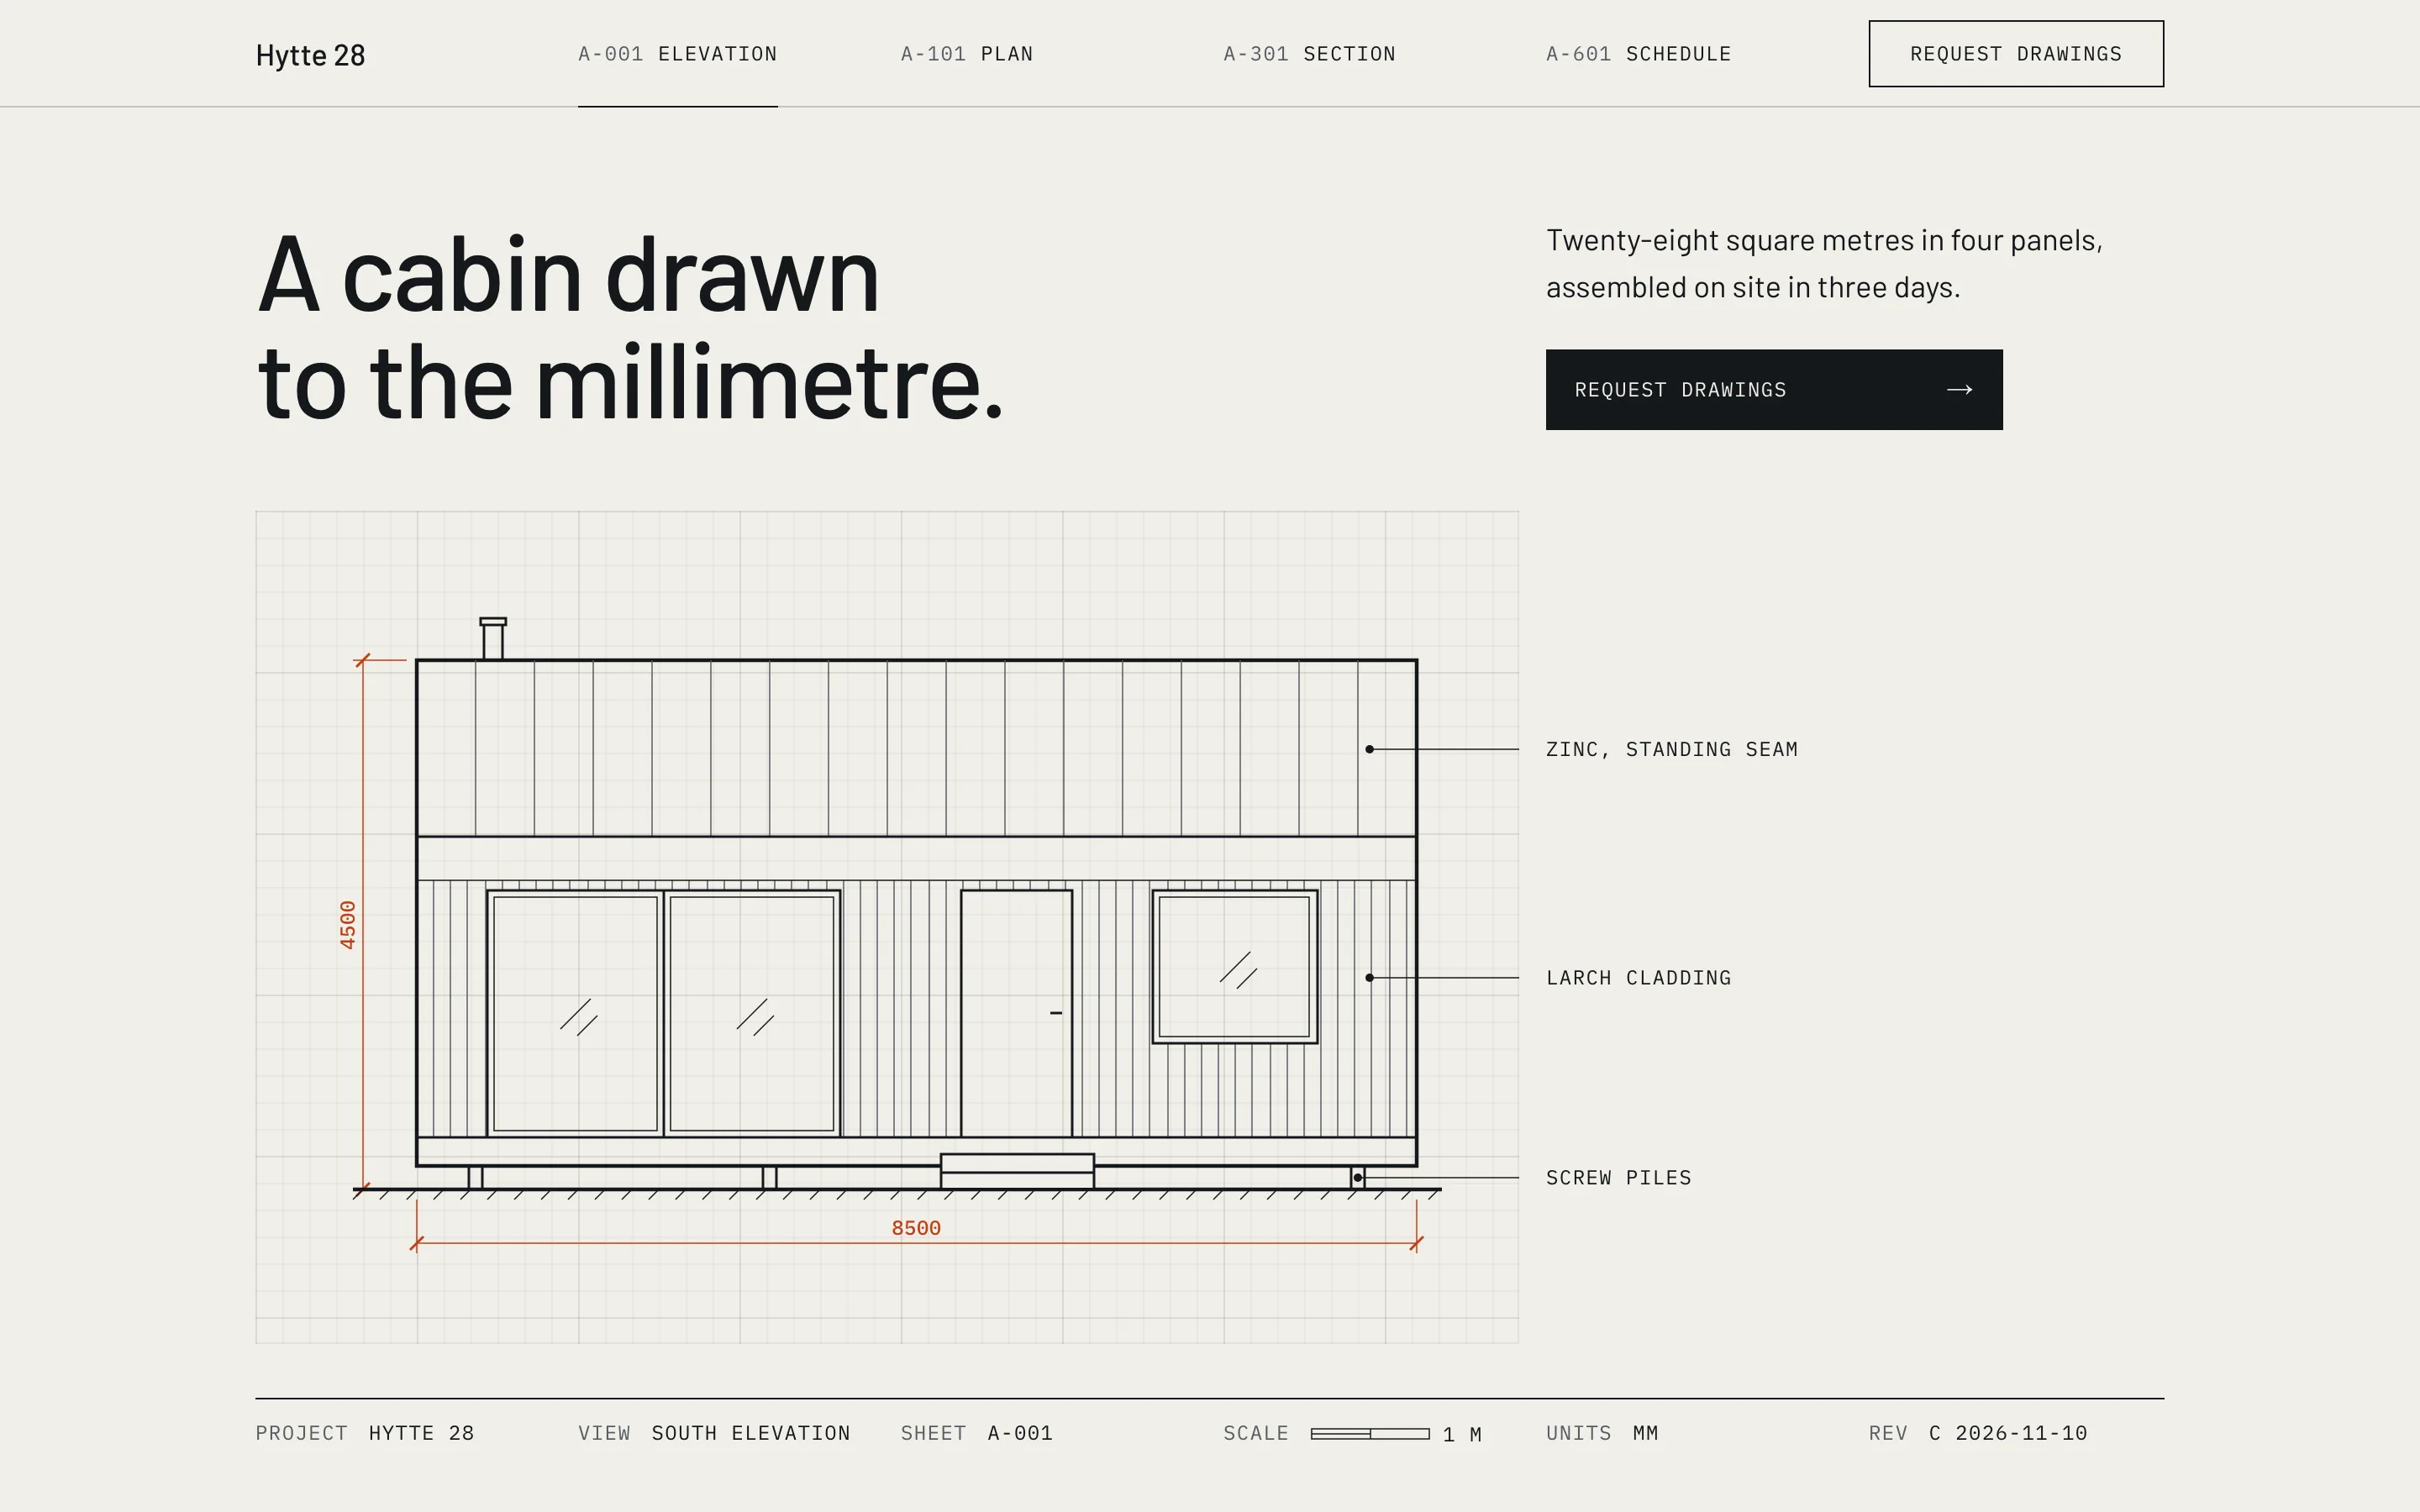 Hytte 28
A-001 ELEVATION
A-101 PLAN
A-301 SECTION
A-601 SCHEDULE
REQUEST DRAWINGS
A cabin drawn
to the millimetre.
Twenty-eight square metres in four panels,
assembled on site in three days.
REQUEST DRAWINGS →
ZINC, STANDING SEAM
4500
LARCH CLADDING
SCREW PILES
8500
PROJECT HYTTE 28
VIEW SOUTH ELEVATION
SHEET A-001
SCALE 1 M
UNITS MM
REV C 2026-11-10